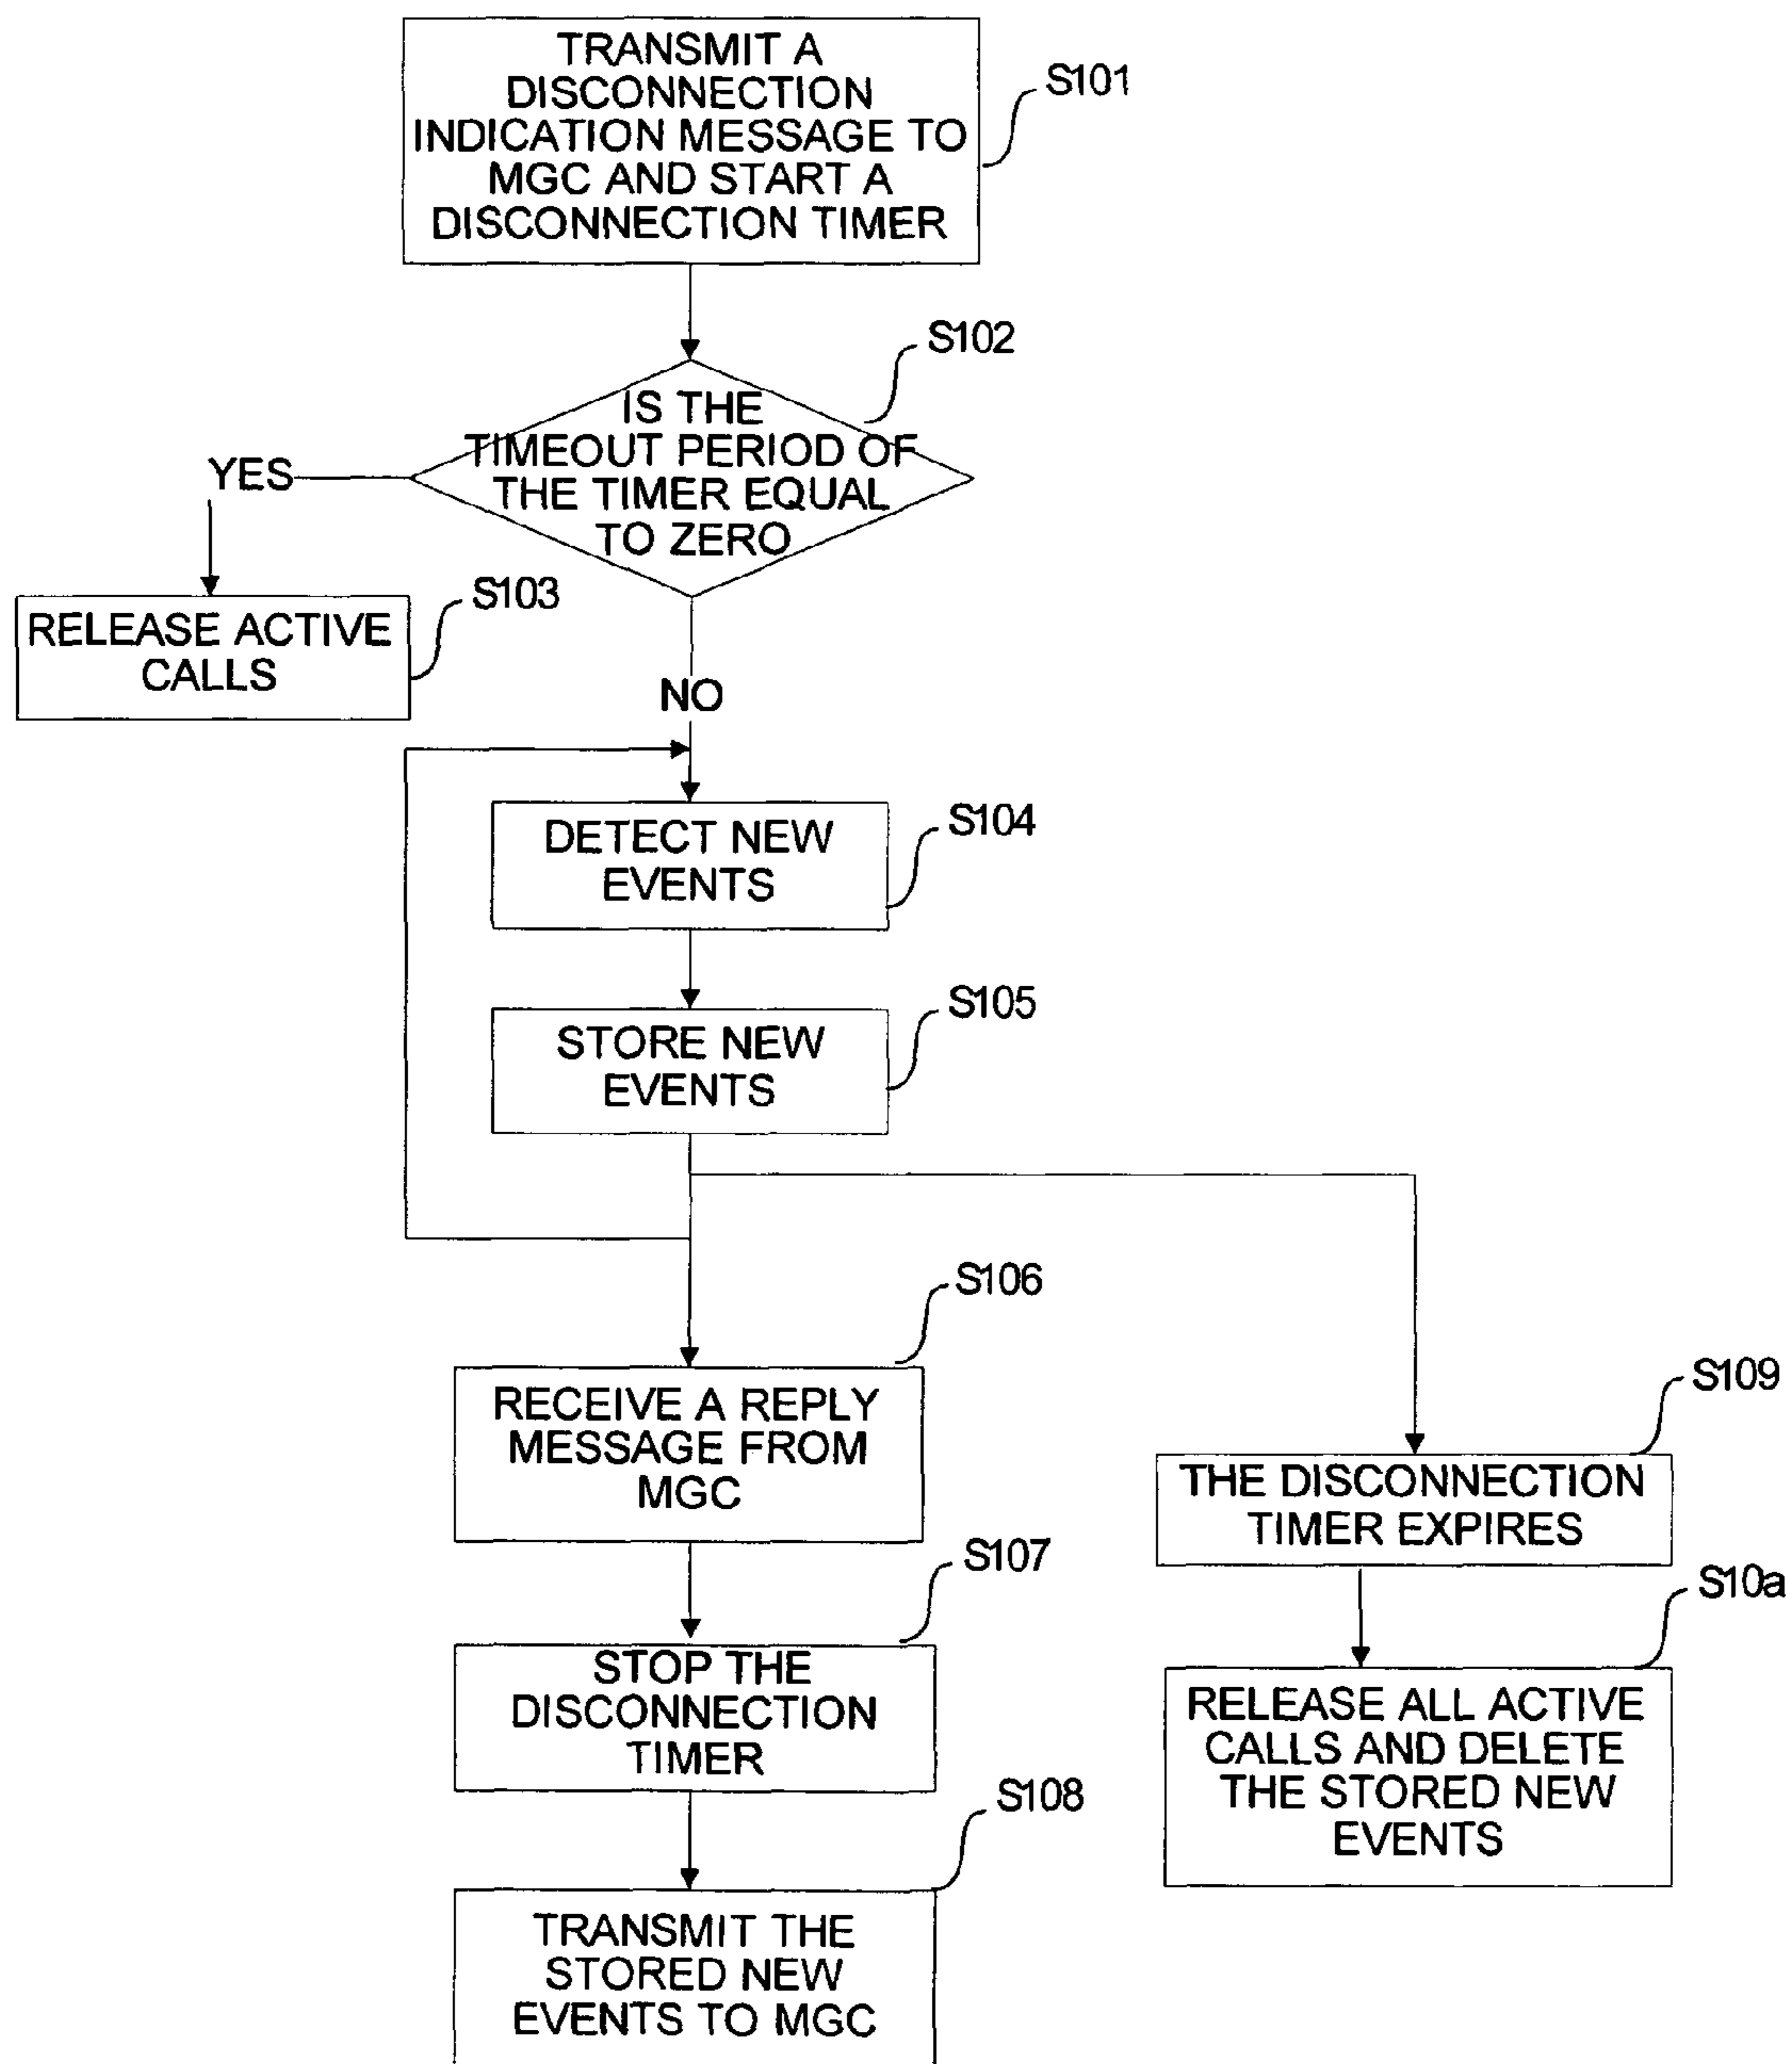 TRANSMIT A
DISCONNECTION
INDICATION MESSAGE TO
MGC AND START A
DISCONNECTION TIMER
S101
S102
IS THE
TIMEOUT PERIOD OF
THE TIMER EQUAL
TO ZERO
YES
S103
RELEASE ACTIVE
CALLS
NO
S104
DETECT NEW
EVENTS
S105
STORE NEW
EVENTS
S106
RECEIVE A REPLY
MESSAGE FROM
MGC
S109
THE DISCONNECTION
TIMER EXPIRES
S107
STOP THE
DISCONNECTION
TIMER
S10a
RELEASE ALL ACTIVE
CALLS AND DELETE
THE STORED NEW
EVENTS
S108
TRANSMIT THE
STORED NEW
EVENTS TO MGC